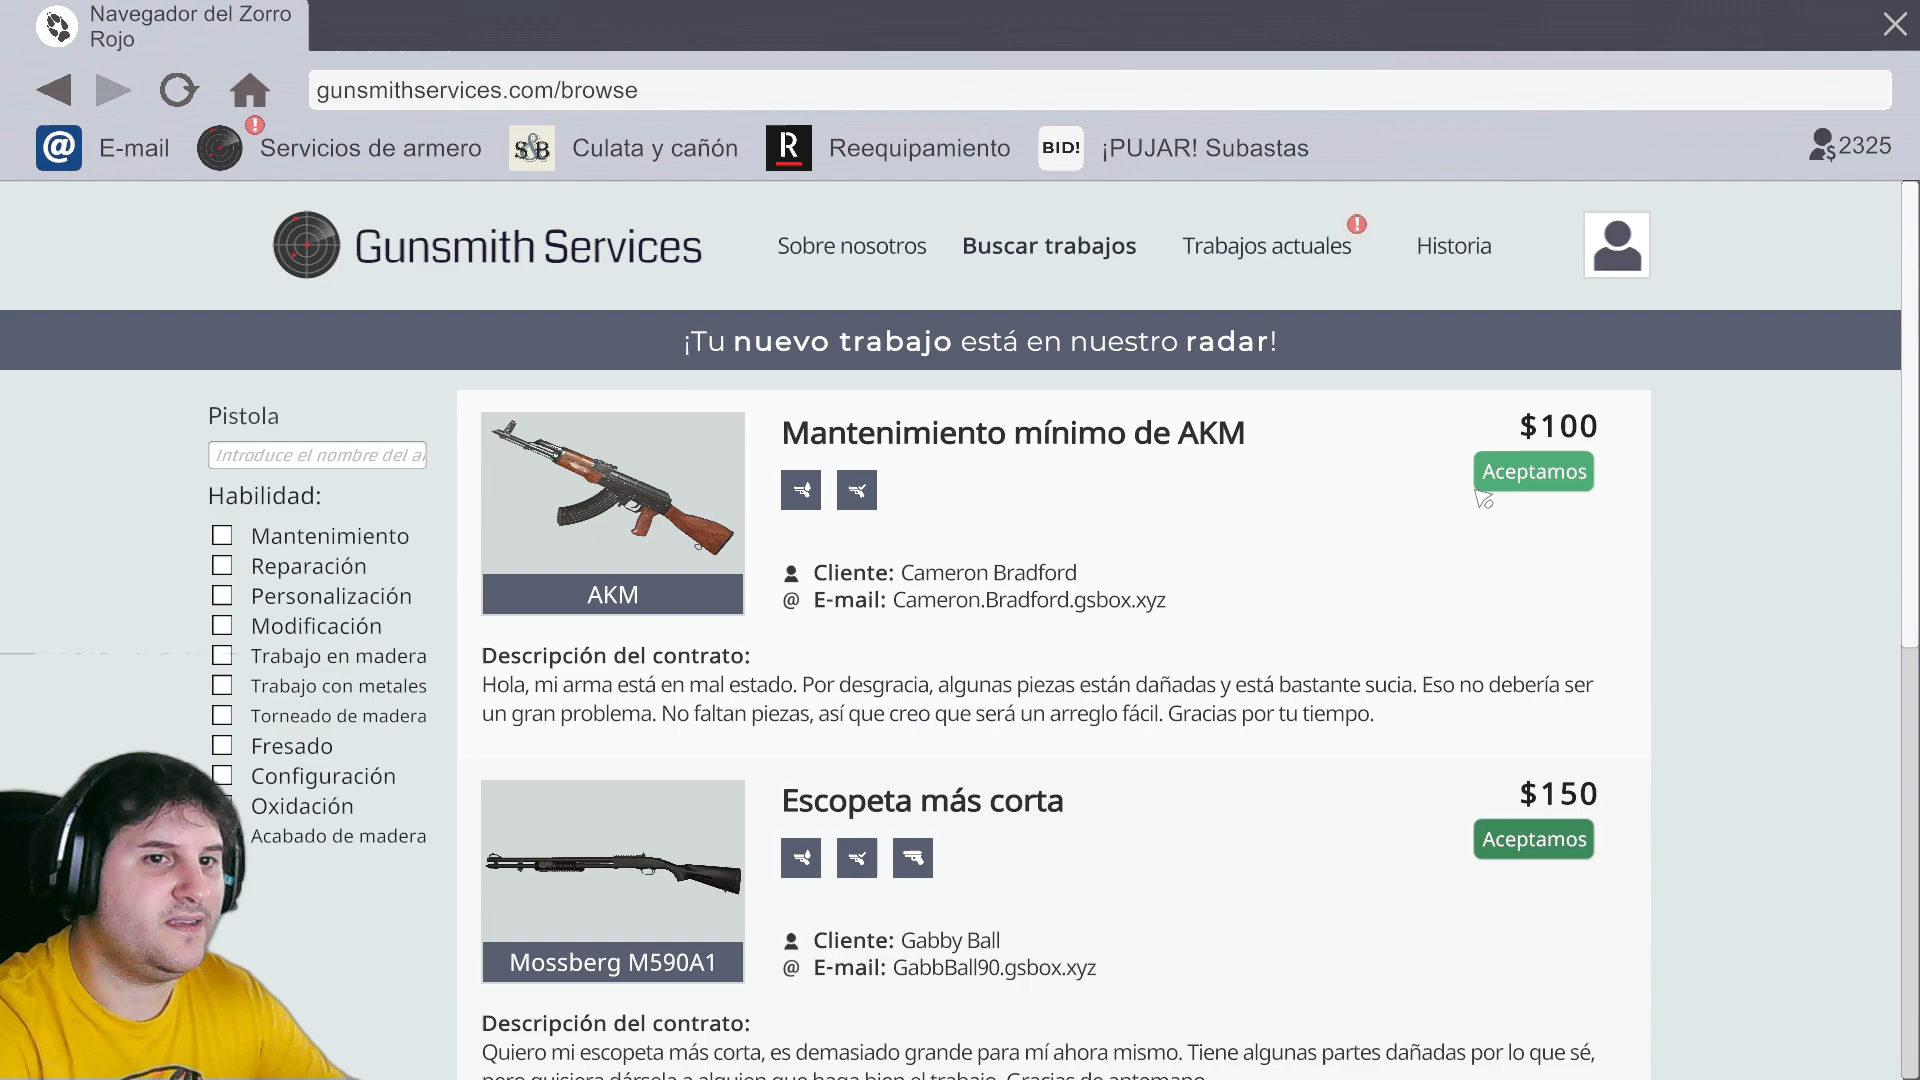 Navegador del Zorro
Rojo
gunsmithservices.com/browse
@ E-mail
! Servicios de armero
S&B Culata y cañón
R Reequipamiento
BID! ¡PUJAR! Subastas
$ 2325
Gunsmith Services
Sobre nosotros
Buscar trabajos
Trabajos actuales !
Historia
¡Tu nuevo trabajo está en nuestro radar!
Pistola
Introduce el nombre del
Habilidad:
Mantenimiento
Reparación
Personalización
Modificación
Trabajo en madera
Trabajo con metales
Torneado de madera
Fresado
Configuración
Oxidación
Acabado de madera
Mantenimiento mínimo de AKM
$100
Aceptamos
AKM
Cliente: Cameron Bradford
@ E-mail: Cameron.Bradford.gsbox.xyz
Descripción del contrato:
Hola, mi arma está en mal estado. Por desgracia, algunas piezas están dañadas y está bastante sucia. Eso no debería ser
un gran problema. No faltan piezas, así que creo que será un arreglo fácil. Gracias por tu tiempo.
Escopeta más corta
$150
Aceptamos
Mossberg M590A1
Cliente: Gabby Ball
@ E-mail: GabbBall90.gsbox.xyz
Descripción del contrato:
Quiero mi escopeta más corta, es demasiado grande para mí ahora mismo. Tiene algunas partes dañadas por lo que sé,
pero quisiera dársela a alguien que haga bien el trabajo. Gracias de antemano.